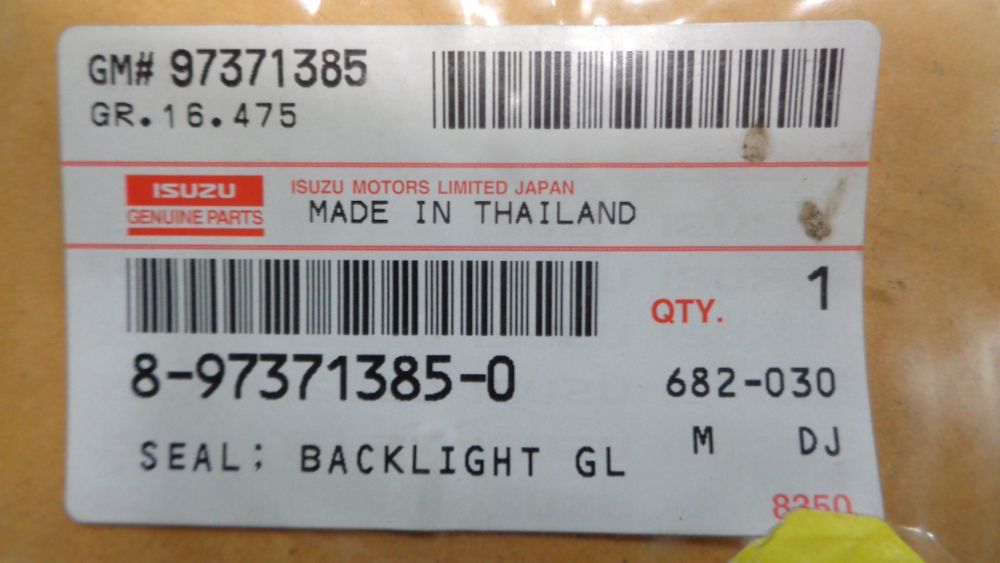 GM# 97371385
GR.16.475
ISUZU
GENUINE PARTS
ISUZU MOTORS LIMITED JAPAN
MADE IN THAILAND
QTY. 1
8-97371385-0
682-030
SEAL; BACKLIGHT GL
M DJ
8350